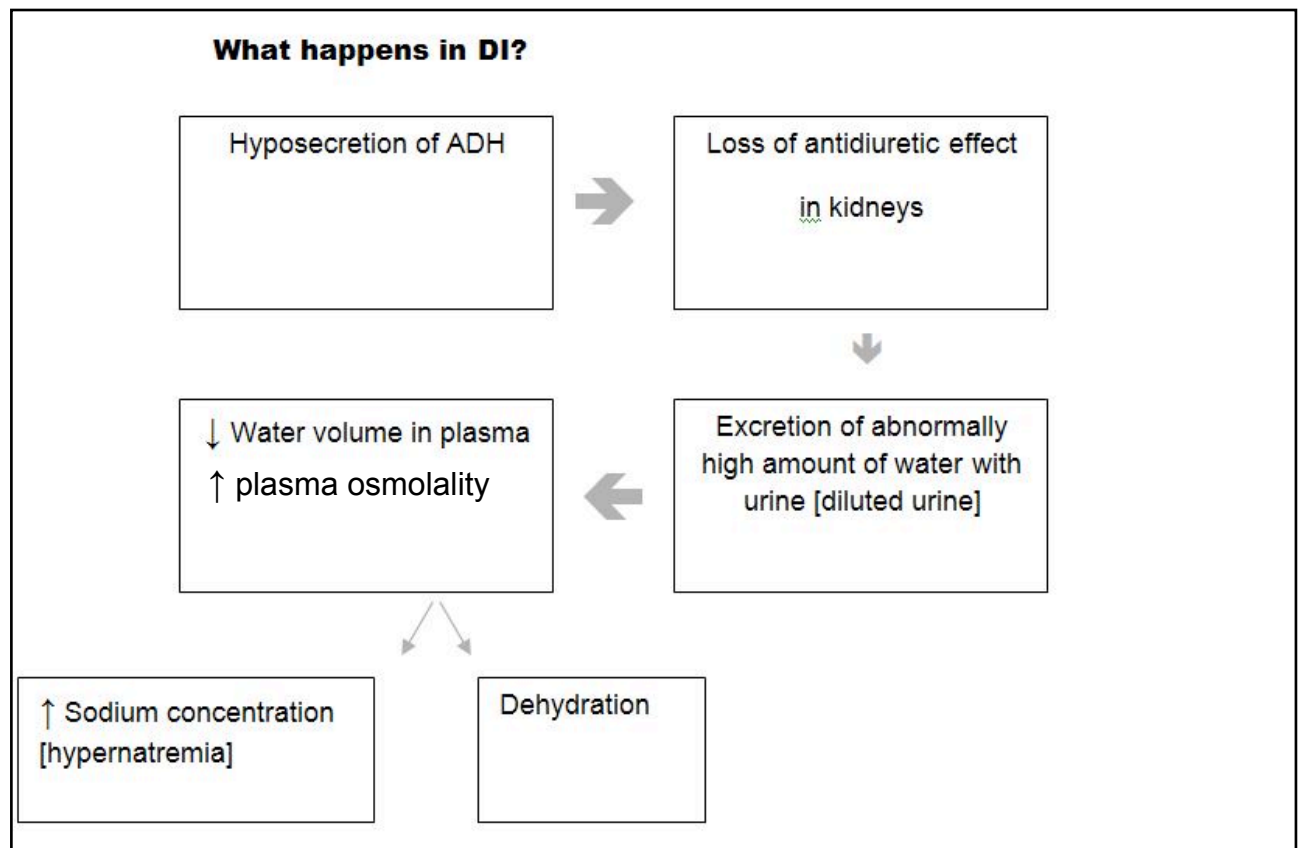 What happens in DI?
Hyposecretion of ADH
Loss of antidiuretic effect
in kidneys
Excretion of abnormally
high amount of water with
urine [diluted urine]
↓ Water volume in plasma
↑ plasma osmolality
↑ Sodium concentration
[hypernatremia]
Dehydration